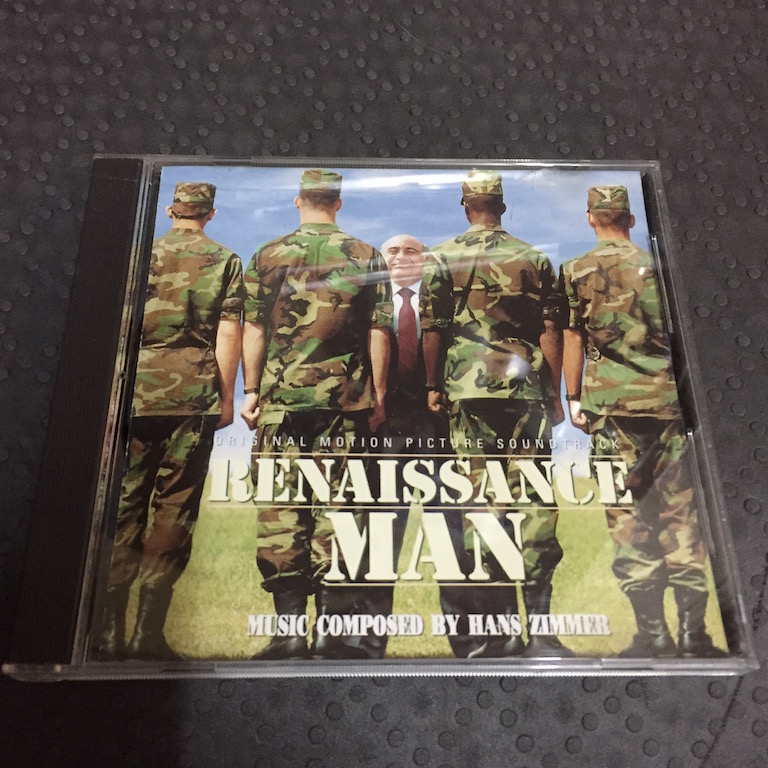 ORIGINAL MOTION PICTURE SOUNDTRACK
RENAISSANCE
MAN
MUSIC COMPOSED BY HANS ZIMMER